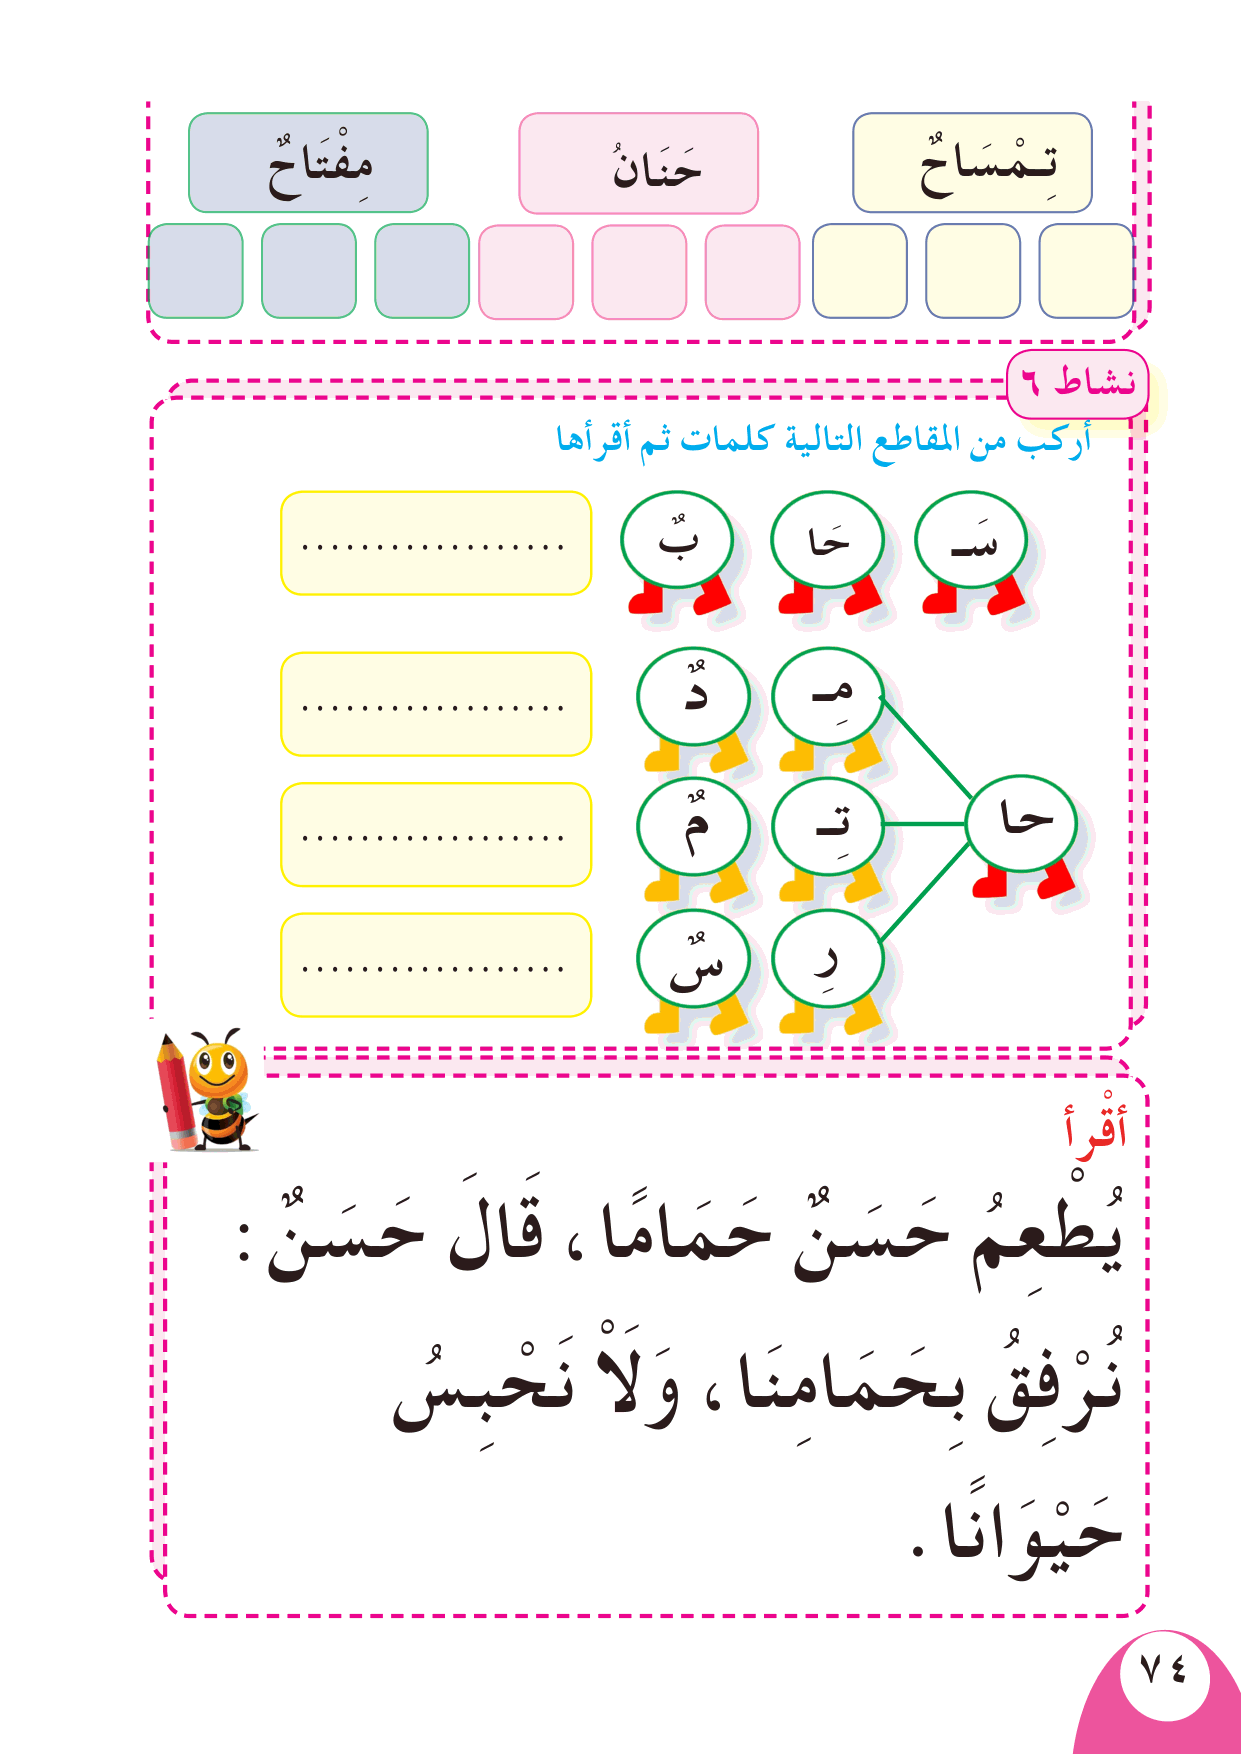 تِـمْسَاحٌ حَنَانُ مِفْتَاحٌ
نشاط ٦
أركب من المقاطع التالية كلمات ثم أقرأها
سَـ حَا بٌ ..................
مِـ دٌ ..................
حا تِـ مٌ ..................
رِ سٌ ..................
أقْرأ
يُطْعِمُ حَسَنٌ حَمَامًا ، قَالَ حَسَنٌ :
نُرْفِقُ بِحَمَامِنَا ، وَلَاْ نَحْبِسُ
حَيْوَانًا .
٧٤